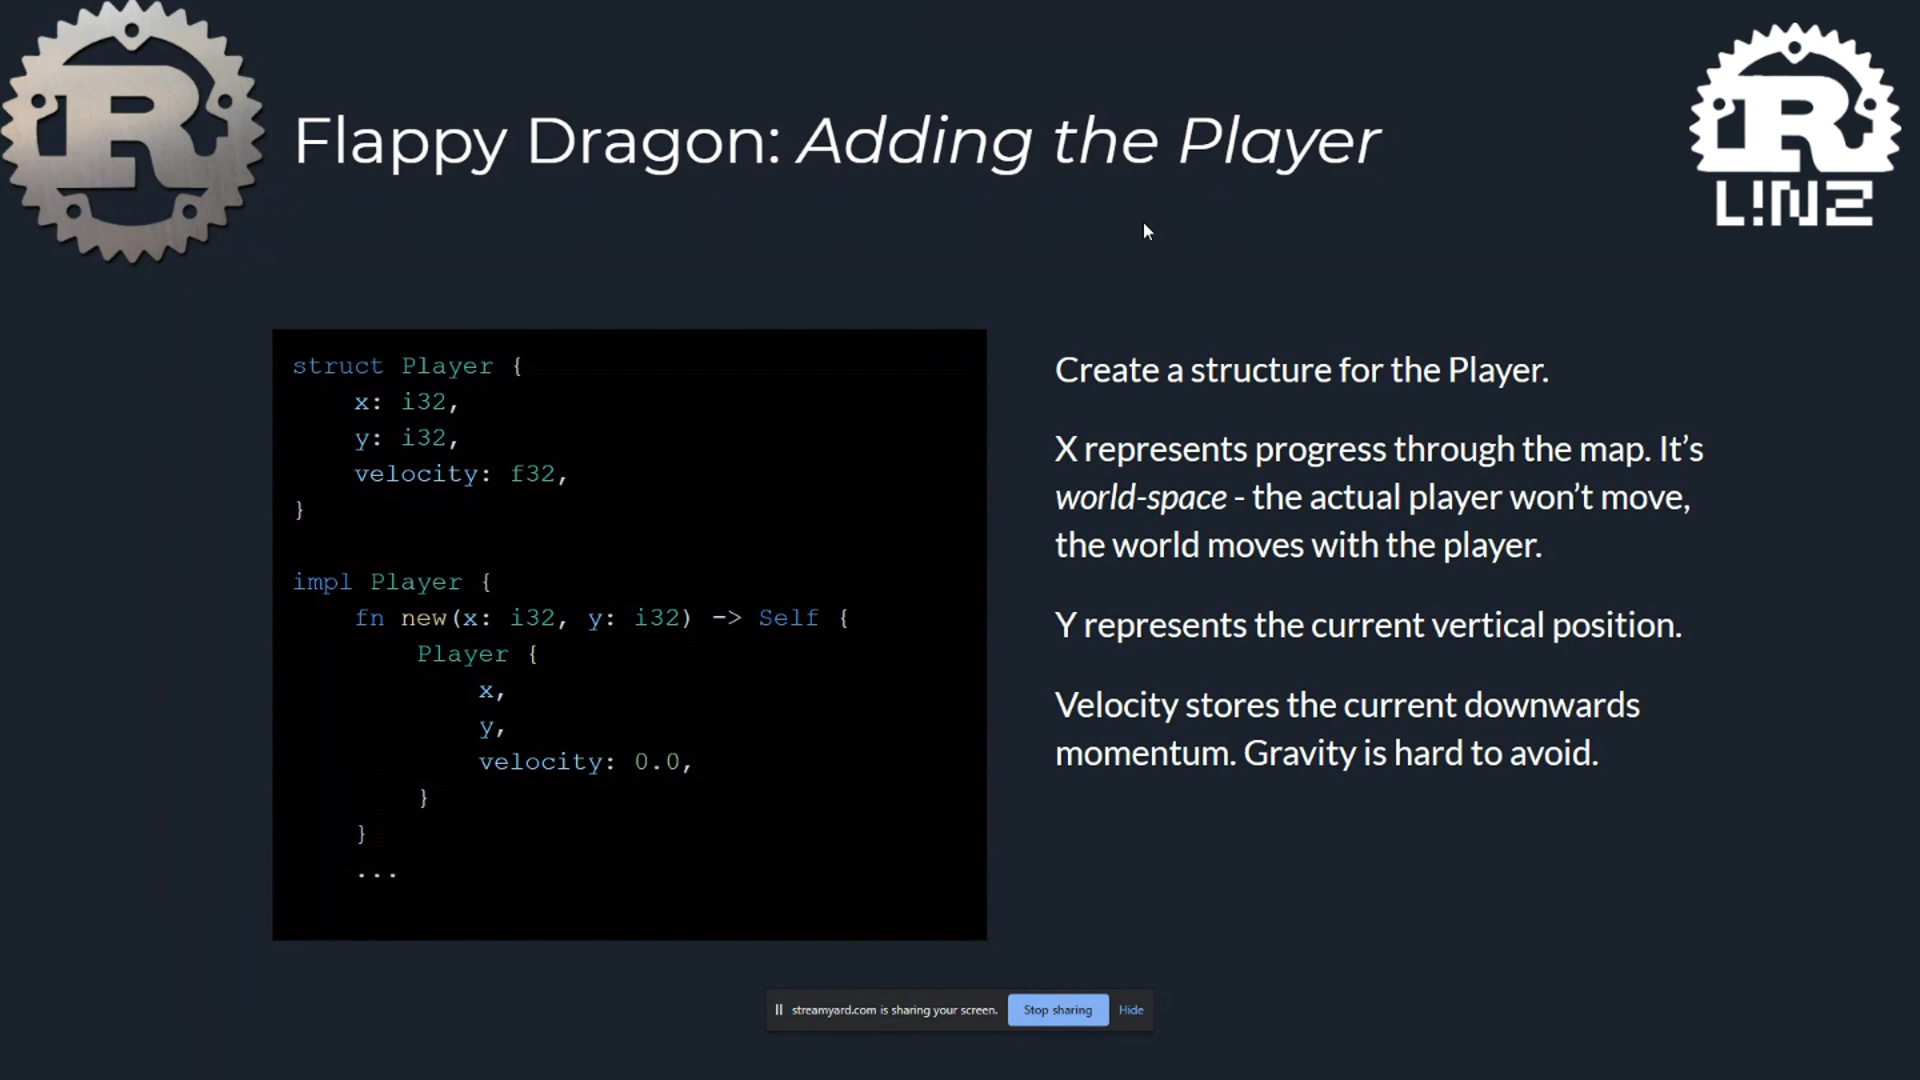 R
R
L!NZ
Flappy Dragon: Adding the Player
struct Player {
    x: i32,
    y: i32,
    velocity: f32,
}
impl Player {
    fn new(x: i32, y: i32) -> Self {
        Player {
            x,
            y,
            velocity: 0.0,
        }
    }
    ...
Create a structure for the Player.
X represents progress through the map. It’s
world-space - the actual player won’t move,
the world moves with the player.
Y represents the current vertical position.
Velocity stores the current downwards
momentum. Gravity is hard to avoid.
streamyard.com is sharing your screen.
Stop sharing
Hide